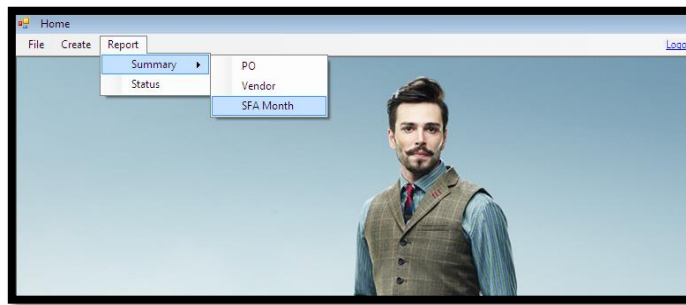 Home
File Create Report
Summary PO
Status Vendor
SFA Month